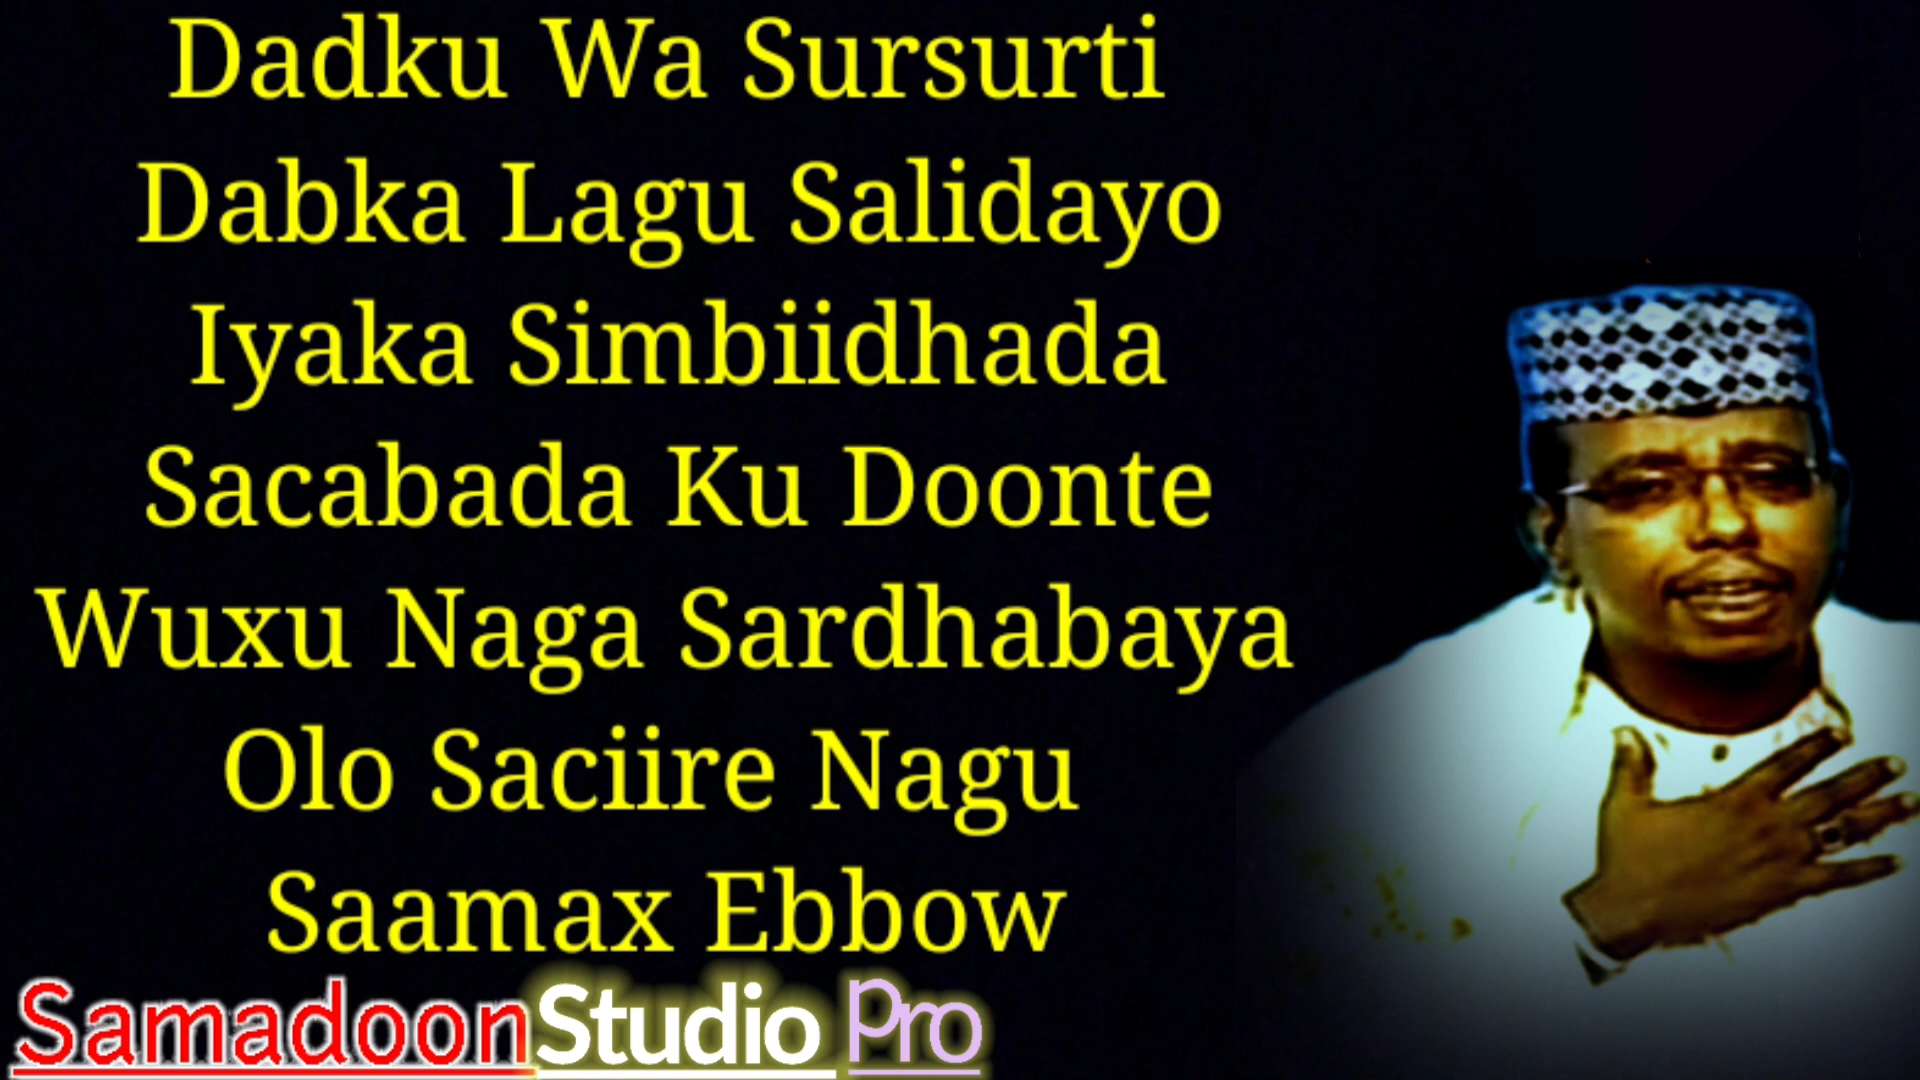 Dadku Wa Sursurti
Dabka Lagu Salidayo
Iyaka Simbiidhada
Sacabada Ku Doonte
Wuxu Naga Sardhabaya
Olo Saciire Nagu
Saamax Ebbow
SamadoonStudio Pro